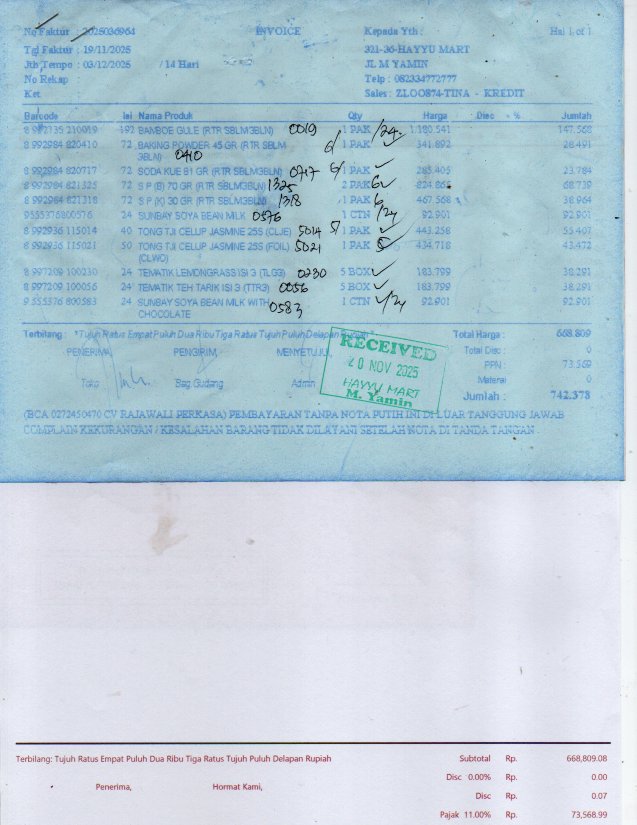 No Faktur : 2025036964 INVOICE Kepada Yth : Hal 1 of 1
Tgl Faktur : 19/11/2025 321-36-HAYYU MART
Jth Tempo : 03/12/2025 / 14 Hari JL M YAMIN
No Rekap Telp : 082334772777
Ket Sales : ZLOO874-TINA - KREDIT
Barcode Isi Nama Produk Qty Harga Disc - % Jumlah
8 992135 210019 192 BAMBOE GULE (RTR SBLM3BLN) 0019 1 PAK /24- 1.180.541 147.568
8 992984 820410 72 BAKING POWDER 45 GR (RTR SBLM 6/ 1 PAK 341.892 28.491
3BLN) 0410
8 992984 820717 72 SODA KUE 81 GR (RTR SBLM3BLN) 0717 6/ 1 PAK 285.405 23.784
8 992984 821325 72 S P (B) 70 GR (RTR SBLM3BLN) 1325 2 PAK 6 824.865 68.739
8 992984 821318 72 S P (K) 30 GR (RTR SBLM3BLN) 1318 1 PAK 6 467.568 38.964
9555376800576 24 SUNBAY SOYA BEAN MILK 0576 1 CTN /24 92.901 92.901
8 992936 115014 40 TONG TJI CELUP JASMINE 25S (CLJE) 5014 1 PAK 443.258 55.407
8 992936 115021 50 TONG TJI CELUP JASMINE 25S (FOIL) 5021 1 PAK 5 434.718 43.472
(CLWO)
8 997209 100230 24 TEMATIK LEMONGRASS ISI 3 (TLG3) 0230 5 BOX 183.799 38.291
8 997209 100056 24 TEMATIK TEH TARIK ISI 3 (TTR3) 0056 5 BOX 183.799 38.291
9 555376 800583 24 SUNBAY SOYA BEAN MILK WITH 0583 1 CTN /24 92.901 92.901
CHOCOLATE
Terbilang : *Tujuh Ratus Empat Puluh Dua Ribu Tiga Ratus Tujuh Puluh Delapan Rupiah* Total Harga : 668.809
PENERIMA PENGIRIM MENYETUJUI Total Disc : 0
PPN : 73.569
Materai 0
Toko Bag.Gudang Admin Jumlah : 742.378
RECEIVED
20 NOV 2025
HAYYU MART
M. Yamin
(BCA 0272450470 CV RAJAWALI PERKASA) PEMBAYARAN TANPA NOTA PUTIH INI DI LUAR TANGGUNG JAWAB
COMPLAIN KEKURANGAN / KESALAHAN BARANG TIDAK DILAYANI SETELAH NOTA DI TANDA TANGAN
Terbilang: Tujuh Ratus Empat Puluh Dua Ribu Tiga Ratus Tujuh Puluh Delapan Rupiah Subtotal Rp. 668,809.08
Disc 0.00% Rp. 0.00
Penerima, Hormat Kami, Disc Rp. 0.07
Pajak 11.00% Rp. 73,568.99